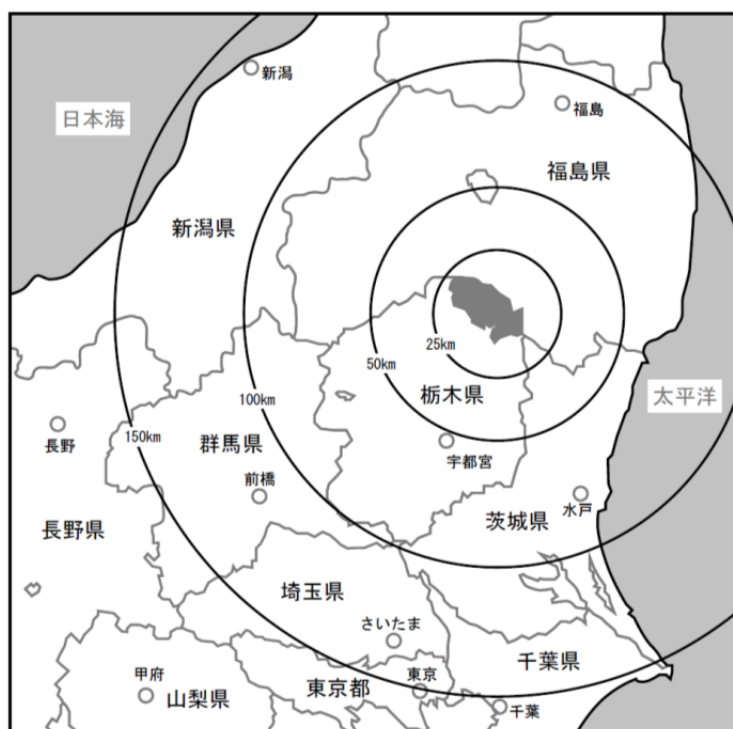 新潟
日本海
福島
福島県
新潟県
25km
50km
栃木県
太平洋
100km
長野
150km
群馬県
宇都宮
前橋
水戸
茨城県
長野県
埼玉県
さいたま
千葉県
甲府
山梨県
東京都
東京
千葉